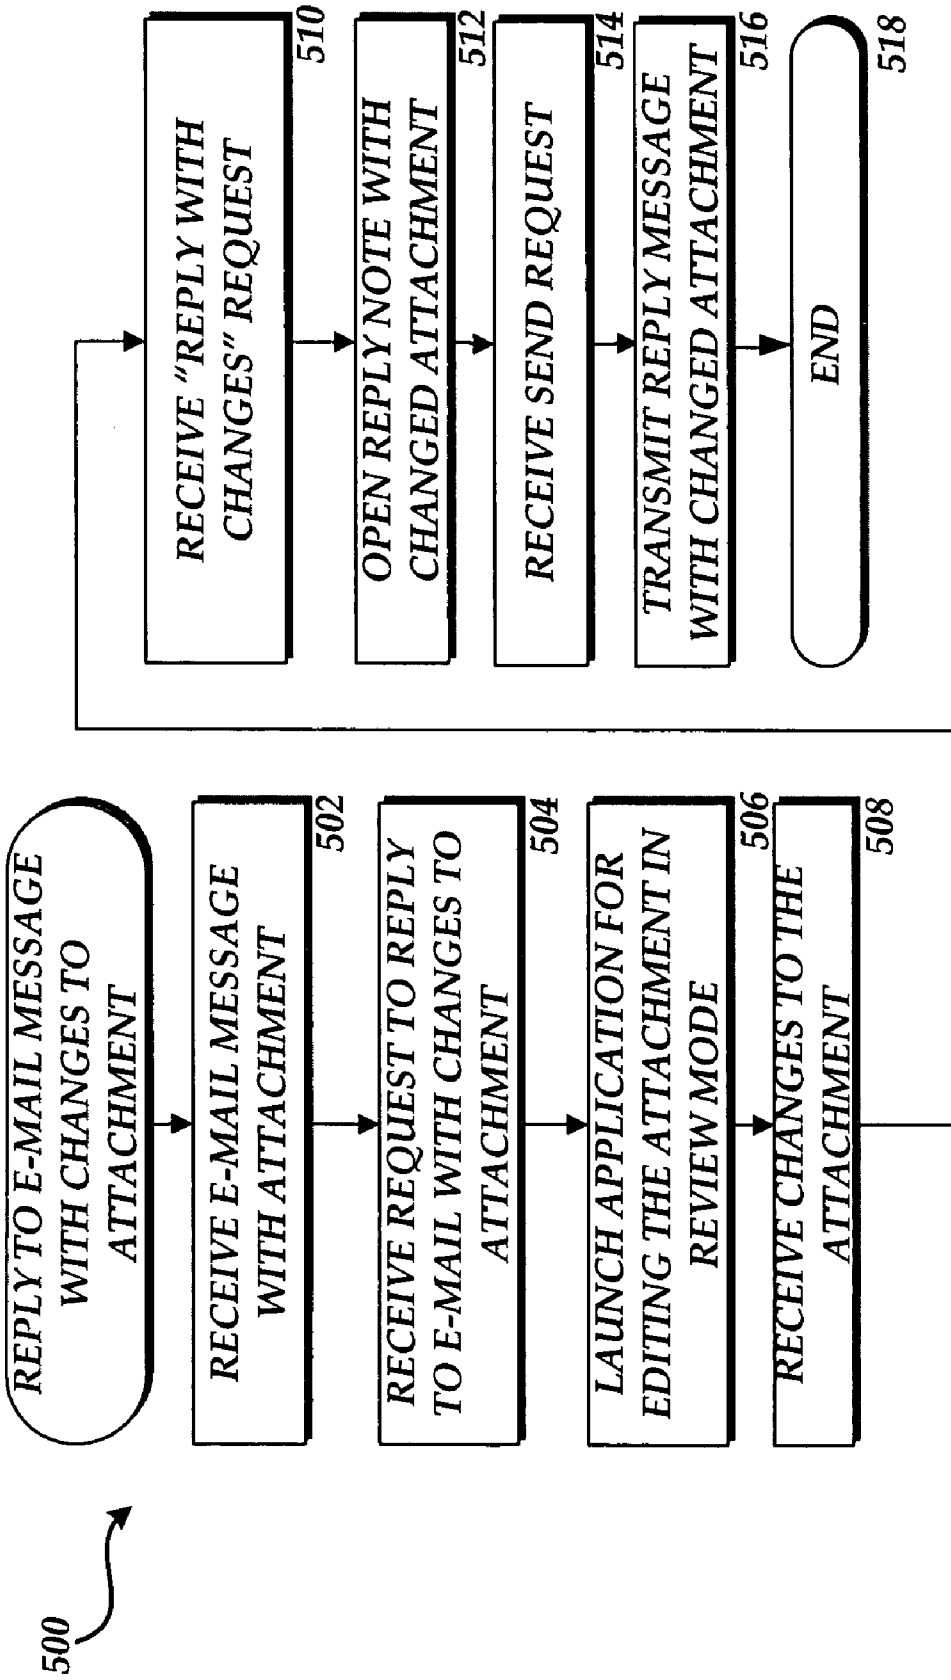 500
REPLY TO E-MAIL MESSAGE
WITH CHANGES TO
ATTACHMENT
RECEIVE E-MAIL MESSAGE
WITH ATTACHMENT
502
RECEIVE REQUEST TO REPLY
TO E-MAIL WITH CHANGES TO
ATTACHMENT
504
LAUNCH APPLICATION FOR
EDITING THE ATTACHMENT IN
REVIEW MODE
506
RECEIVE CHANGES TO THE
ATTACHMENT
508
RECEIVE "REPLY WITH
CHANGES" REQUEST
510
OPEN REPLY NOTE WITH
CHANGED ATTACHMENT
512
RECEIVE SEND REQUEST
514
TRANSMIT REPLY MESSAGE
WITH CHANGED ATTACHMENT
516
END
518